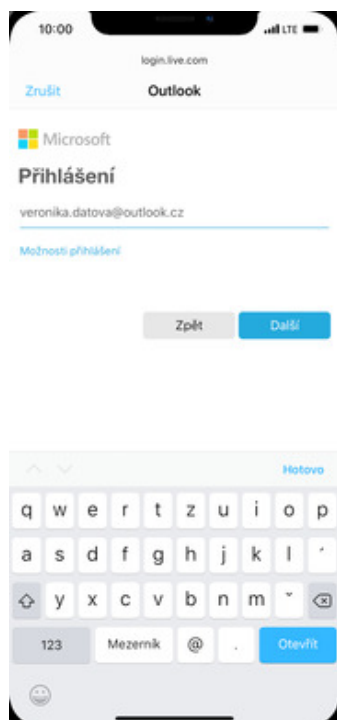 10:00 LTE
login.live.com
Zrušit Outlook
Microsoft
Přihlášení
veronika.datova@outlook.cz
Možnosti přihlášení
Zpět Další
Hotovo
q w e r t z u i o p
a s d f g h j k l ´
y x c v b n m ˇ
123 Mezerník @ . Otevřít